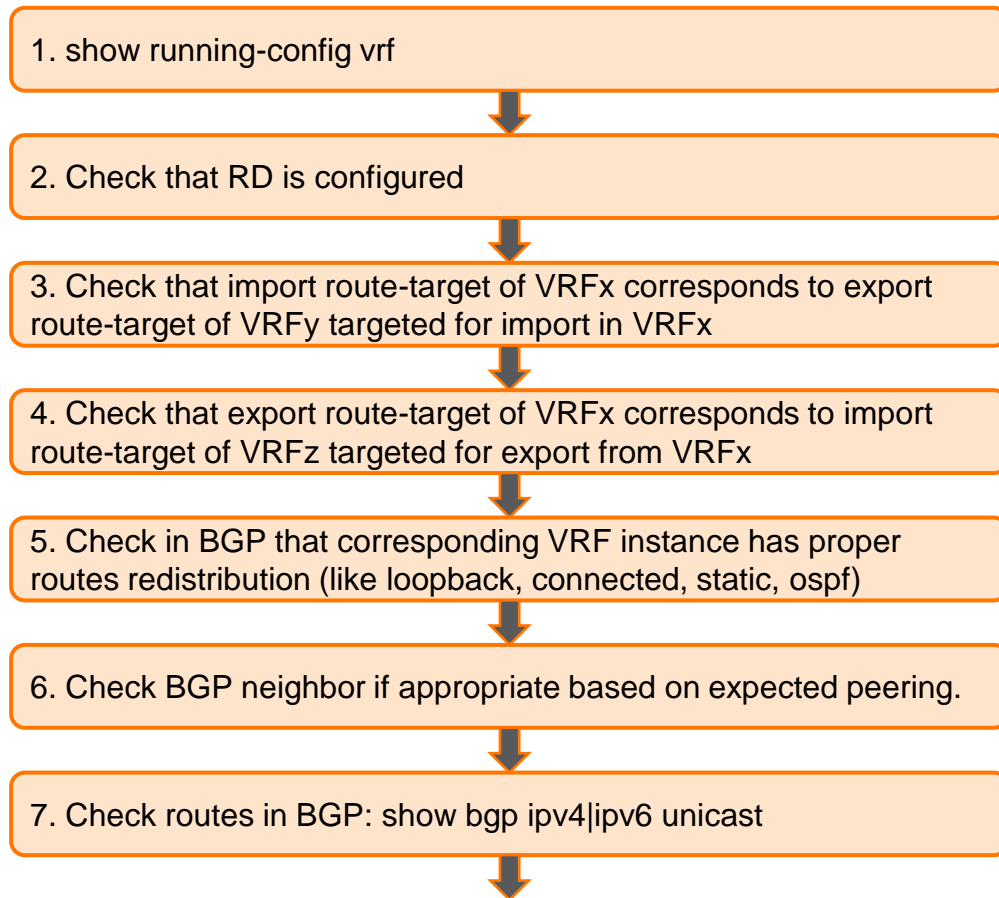 1. show running-config vrf
2. Check that RD is configured
3. Check that import route-target of VRFx corresponds to export
route-target of VRFy targeted for import in VRFx
4. Check that export route-target of VRFx corresponds to import
route-target of VRFz targeted for export from VRFx
5. Check in BGP that corresponding VRF instance has proper
routes redistribution (like loopback, connected, static, ospf)
6. Check BGP neighbor if appropriate based on expected peering.
7. Check routes in BGP: show bgp ipv4|ipv6 unicast